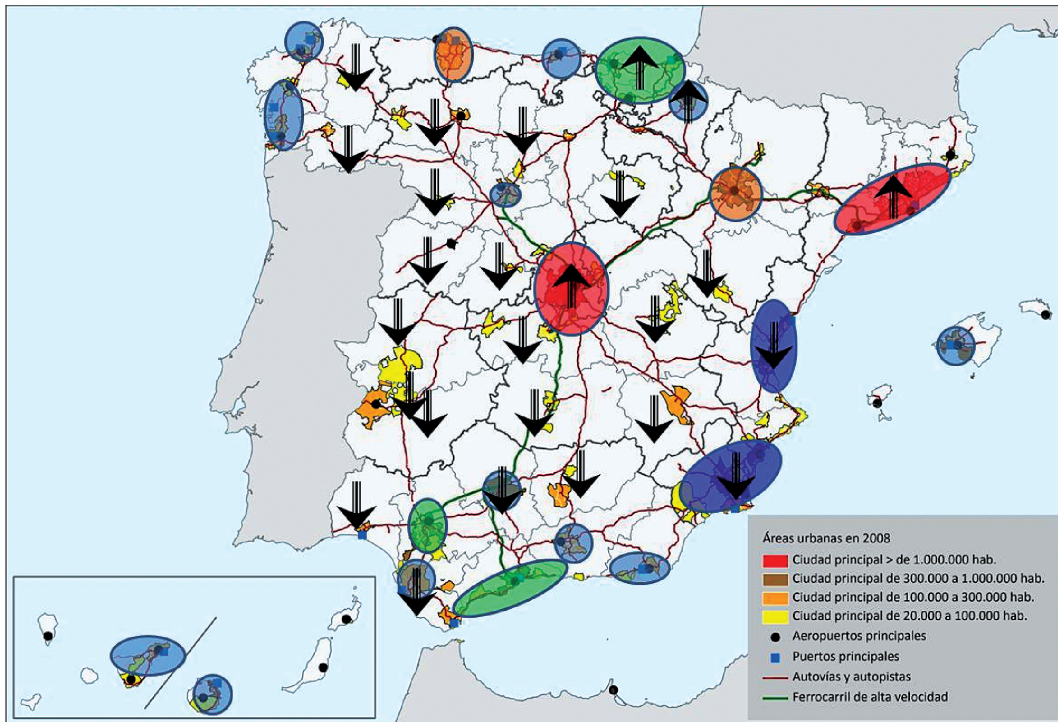 Áreas urbanas en 2008
Ciudad principal > de 1.000.000 hab.
Ciudad principal de 300.000 a 1.000.000 hab.
Ciudad principal de 100.000 a 300.000 hab.
Ciudad principal de 20.000 a 100.000 hab.
Aeropuertos principales
Puertos principales
Autovías y autopistas
Ferrocarril de alta velocidad